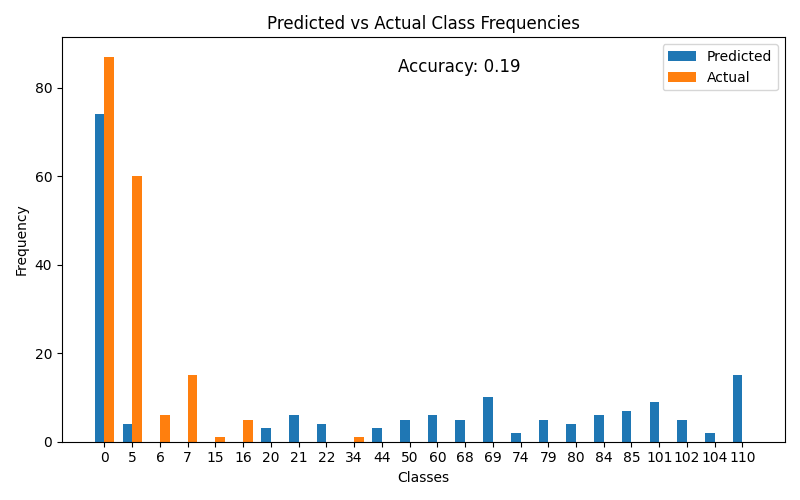 Predicted vs Actual Class Frequencies
Accuracy: 0.19
Predicted
Actual
Frequency
80
60
40
20
0
0 5 6 7 15 16 20 21 22 34 44 50 60 68 69 74 79 80 84 85 101 102 104 110
Classes